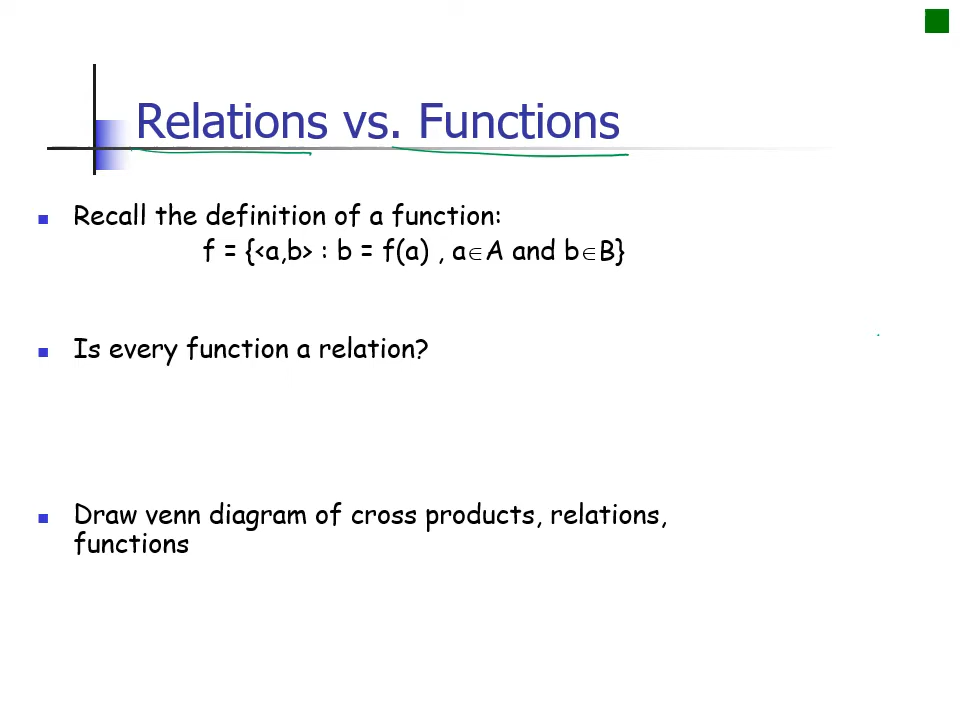 Relations vs. Functions
Recall the definition of a function:
f = {<a,b> : b = f(a) , a∈A and b∈B}
Is every function a relation?
Draw venn diagram of cross products, relations,
functions